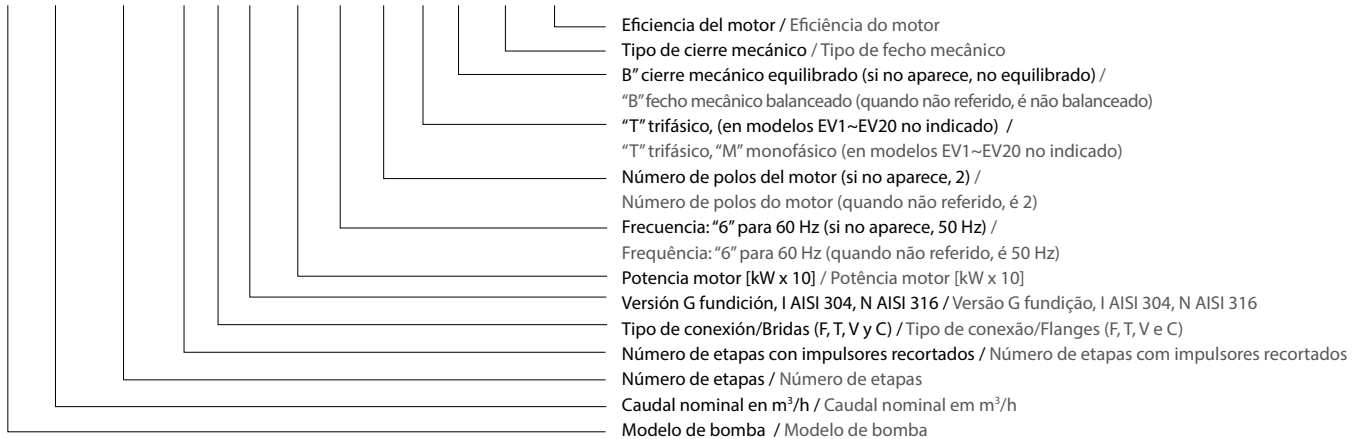 Eficiencia del motor / Eficiência do motor
Tipo de cierre mecánico / Tipo de fecho mecânico
B” cierre mecánico equilibrado (si no aparece, no equilibrado) /
“B” fecho mecânico balanceado (quando não referido, é não balanceado)
“T” trifásico, (en modelos EV1~EV20 no indicado) /
“T” trifásico, “M” monofásico (en modelos EV1~EV20 no indicado)
Número de polos del motor (si no aparece, 2) /
Número de polos do motor (quando não referido, é 2)
Frecuencia: “6” para 60 Hz (si no aparece, 50 Hz) /
Frequência: “6” para 60 Hz (quando não referido, é 50 Hz)
Potencia motor [kW x 10] / Potência motor [kW x 10]
Versión G fundición, I AISI 304, N AISI 316 / Versão G fundição, I AISI 304, N AISI 316
Tipo de conexión/Bridas (F, T, V y C) / Tipo de conexão/Flanges (F, T, V e C)
Número de etapas con impulsores recortados / Número de etapas com impulsores recortados
Número de etapas / Número de etapas
Caudal nominal en m³/h / Caudal nominal em m³/h
Modelo de bomba / Modelo de bomba